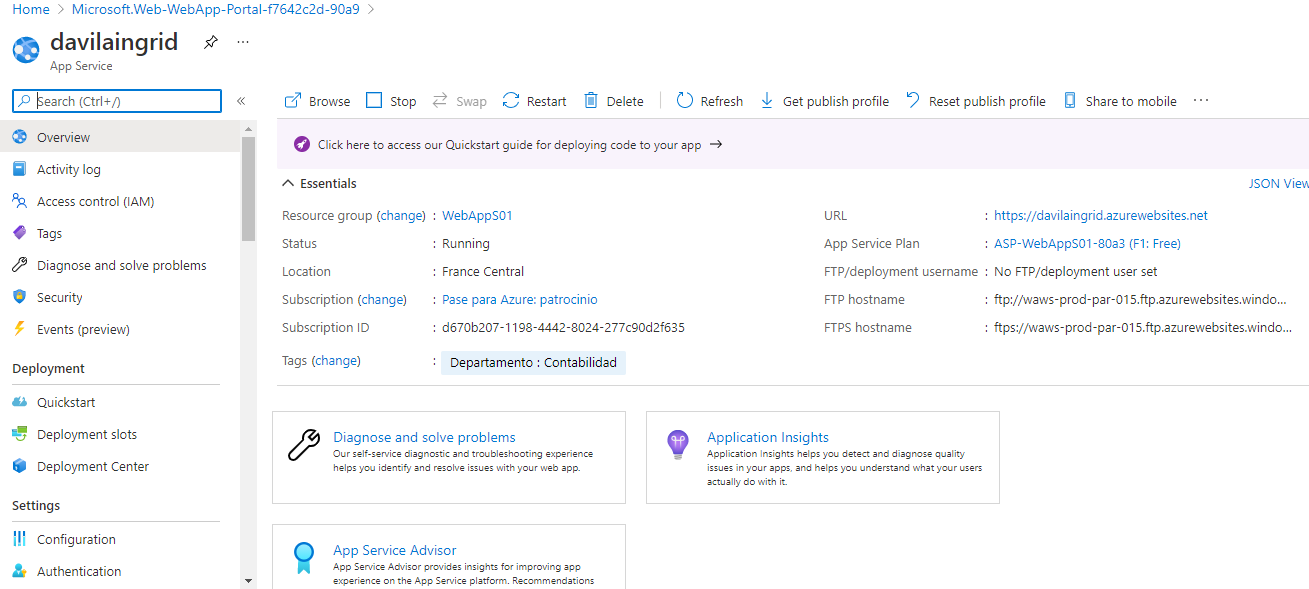 Home > Microsoft.Web-WebApp-Portal-f7642c2d-90a9 >
davilaingrid
App Service
Search (Ctrl+/)
Overview
Activity log
Access control (IAM)
Tags
Diagnose and solve problems
Security
Events (preview)
Deployment
Quickstart
Deployment slots
Deployment Center
Settings
Configuration
Authentication
Browse Stop Swap Restart Delete Refresh Get publish profile Reset publish profile Share to mobile ...
Click here to access our Quickstart guide for deploying code to your app →
Essentials
JSON View
Resource group (change) : WebAppS01
Status : Running
Location : France Central
Subscription (change) : Pase para Azure: patrocinio
Subscription ID : d670b207-1198-4442-8024-277c90d2f635
Tags (change) : Departamento : Contabilidad
URL : https://davilaingrid.azurewebsites.net
App Service Plan : ASP-WebAppS01-80a3 (F1: Free)
FTP/deployment username : No FTP/deployment user set
FTP hostname : ftp://waws-prod-par-015.ftp.azurewebsites.windo...
FTPS hostname : ftps://waws-prod-par-015.ftp.azurewebsites.windo...
Diagnose and solve problems
Our self-service diagnostic and troubleshooting experience
helps you identify and resolve issues with your web app.
Application Insights
Application Insights helps you detect and diagnose quality
issues in your apps, and helps you understand what your users
actually do with it.
App Service Advisor
App Service Advisor provides insights for improving app
experience on the App Service platform. Recommendations